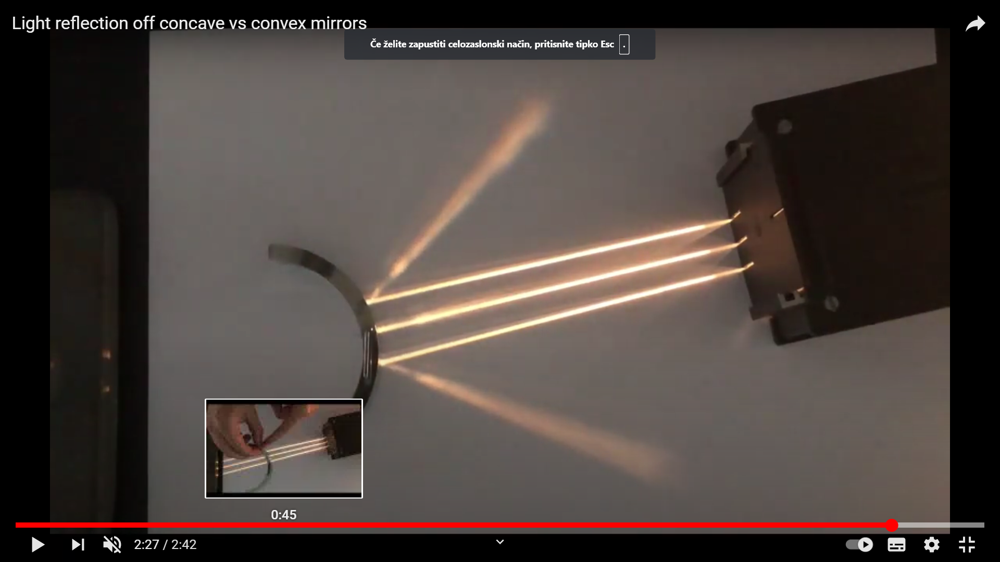 Light reflection off concave vs convex mirrors
Če želite zapustiti celozaslonski način, pritisnite tipko Esc .
0:45
2:27 / 2:42